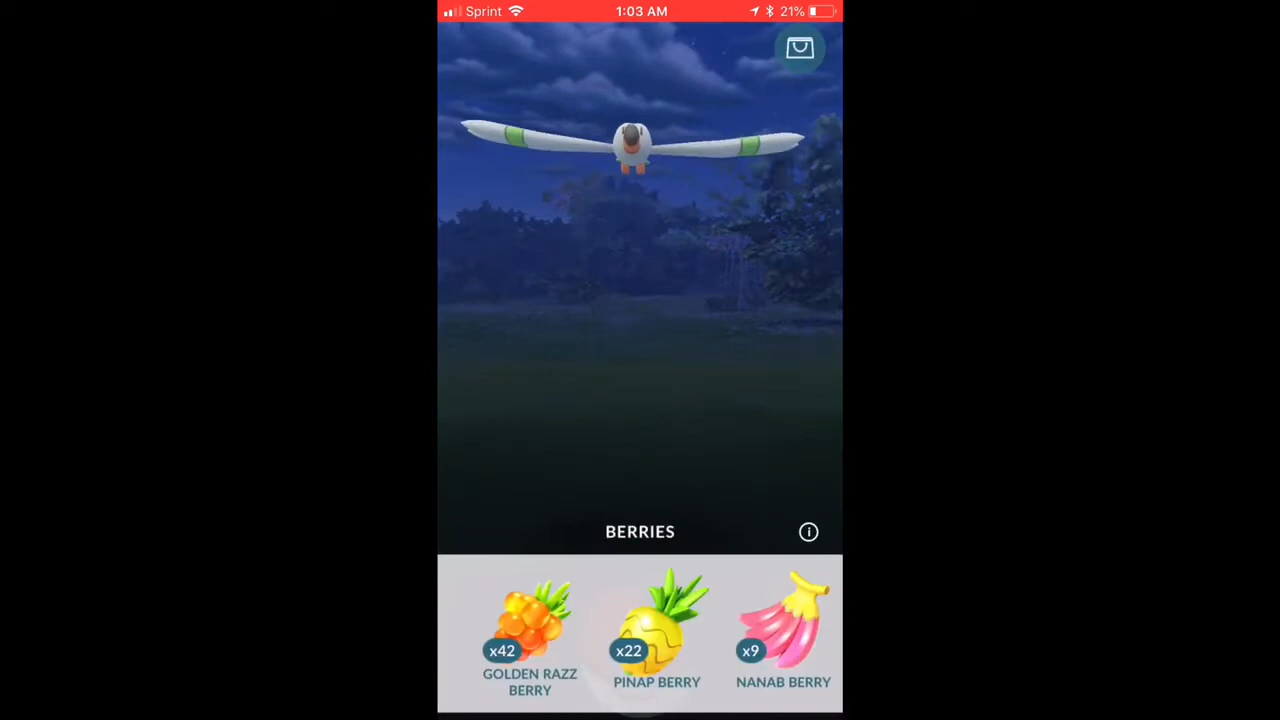 Sprint 1:03 AM 21%
BERRIES
x42 x22 x9
GOLDEN RAZZ BERRY
PINAP BERRY
NANAB BERRY